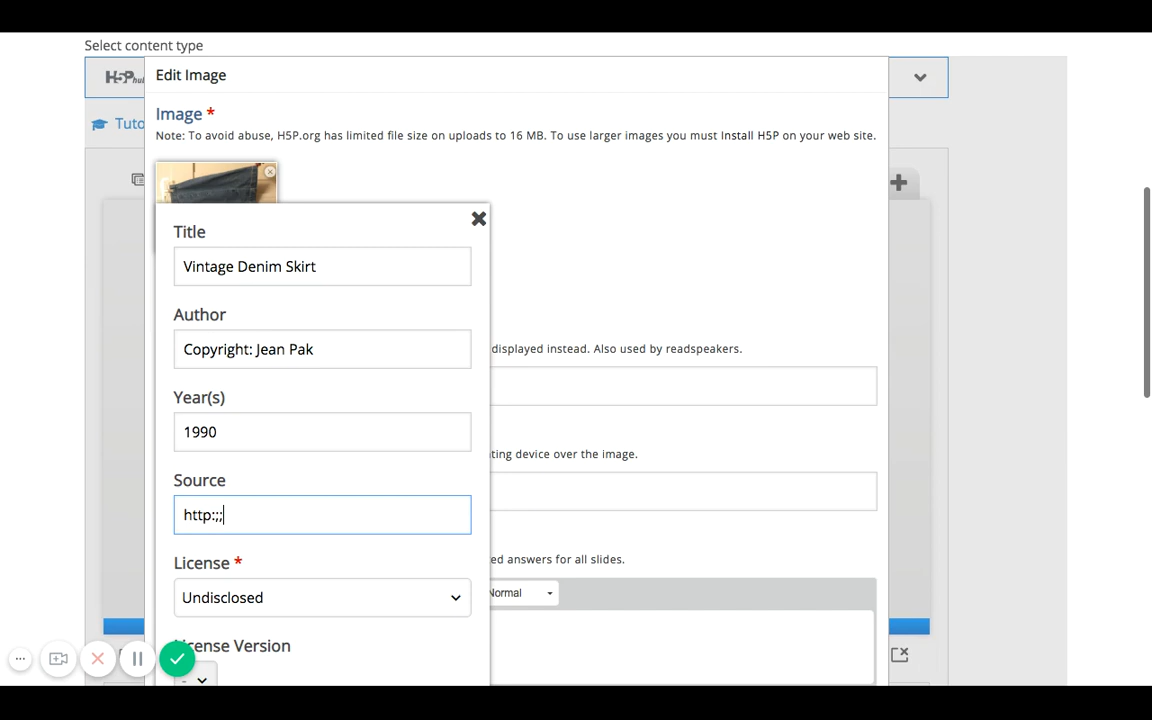 Select content type
H5P hub
Edit Image
Tuto
Image *
Note: To avoid abuse, H5P.org has limited file size on uploads to 16 MB. To use larger images you must Install H5P on your web site.
Title
Vintage Denim Skirt
Author
Copyright: Jean Pak
displayed instead. Also used by readspeakers.
Year(s)
1990
ting device over the image.
Source
http:;;
License *
ed answers for all slides.
Undisclosed
Normal
License Version
-